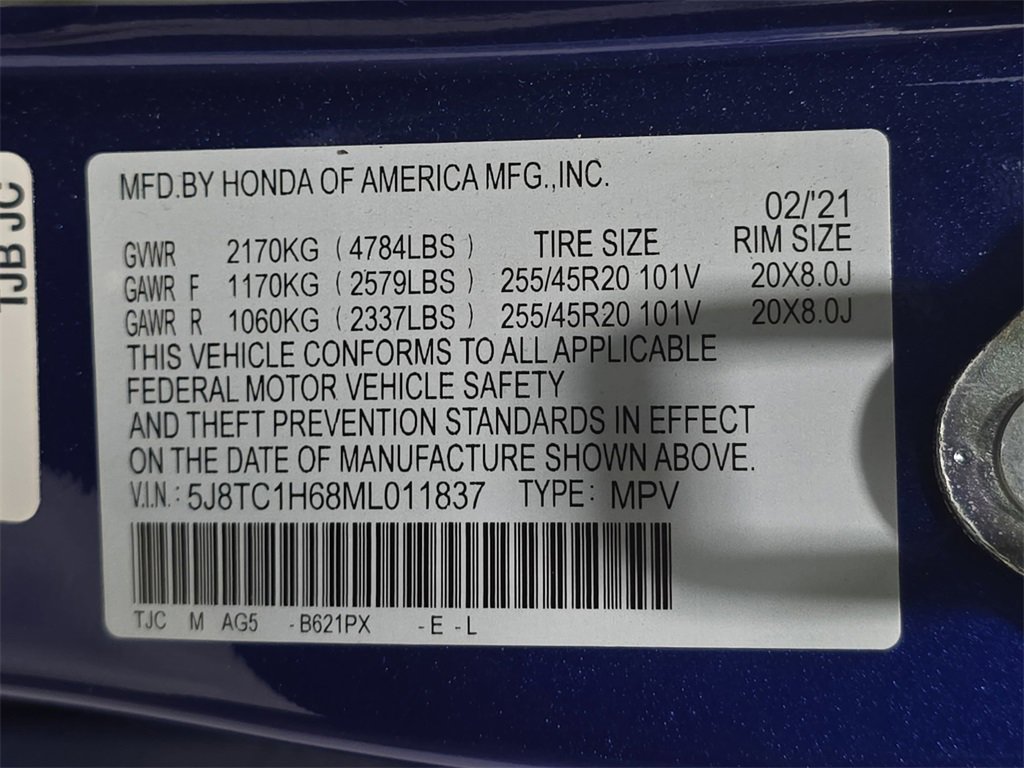 MFD.BY HONDA OF AMERICA MFG.,INC.
02/'21
GVWR 2170KG (4784LBS) TIRE SIZE RIM SIZE
GAWR F 1170KG (2579LBS) 255/45R20 101V 20X8.0J
GAWR R 1060KG (2337LBS) 255/45R20 101V 20X8.0J
THIS VEHICLE CONFORMS TO ALL APPLICABLE
FEDERAL MOTOR VEHICLE SAFETY
AND THEFT PREVENTION STANDARDS IN EFFECT
ON THE DATE OF MANUFACTURE SHOWN ABOVE.
V.I.N.: 5J8TC1H68ML011837 TYPE: MPV
TJC M AG5 -B621PX -E -L
TJB JC